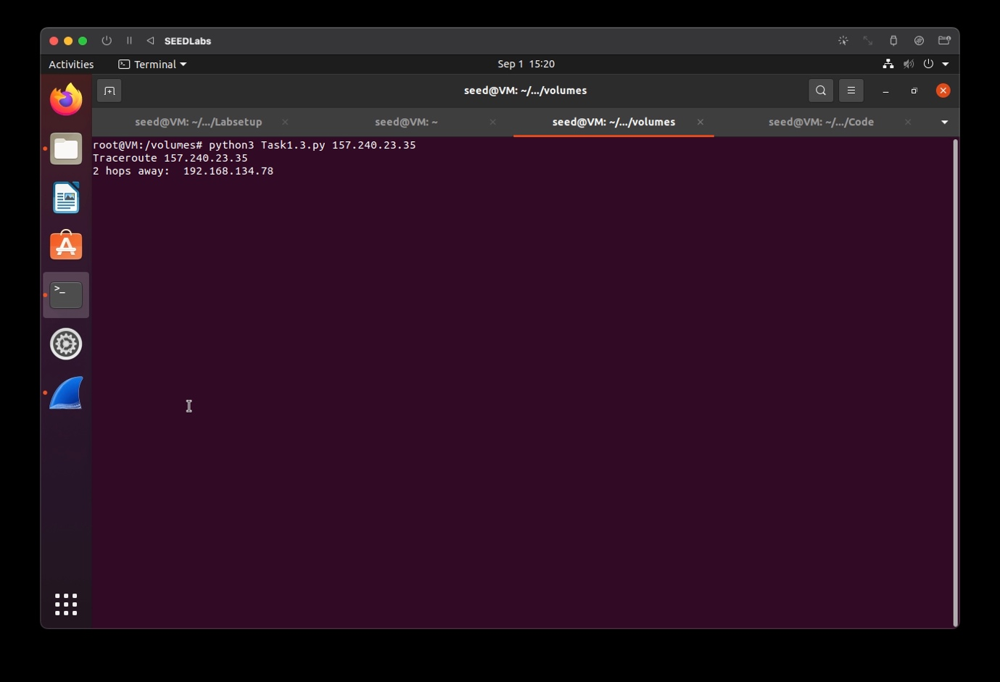 SEEDLabs
Activities
Terminal
Sep 1 15:20
seed@VM: ~/.../volumes
seed@VM: ~/.../Labsetup
seed@VM: ~
seed@VM: ~/.../volumes
seed@VM: ~/.../Code
root@VM:/volumes# python3 Task1.3.py 157.240.23.35
Traceroute 157.240.23.35
2 hops away:  192.168.134.78
>_